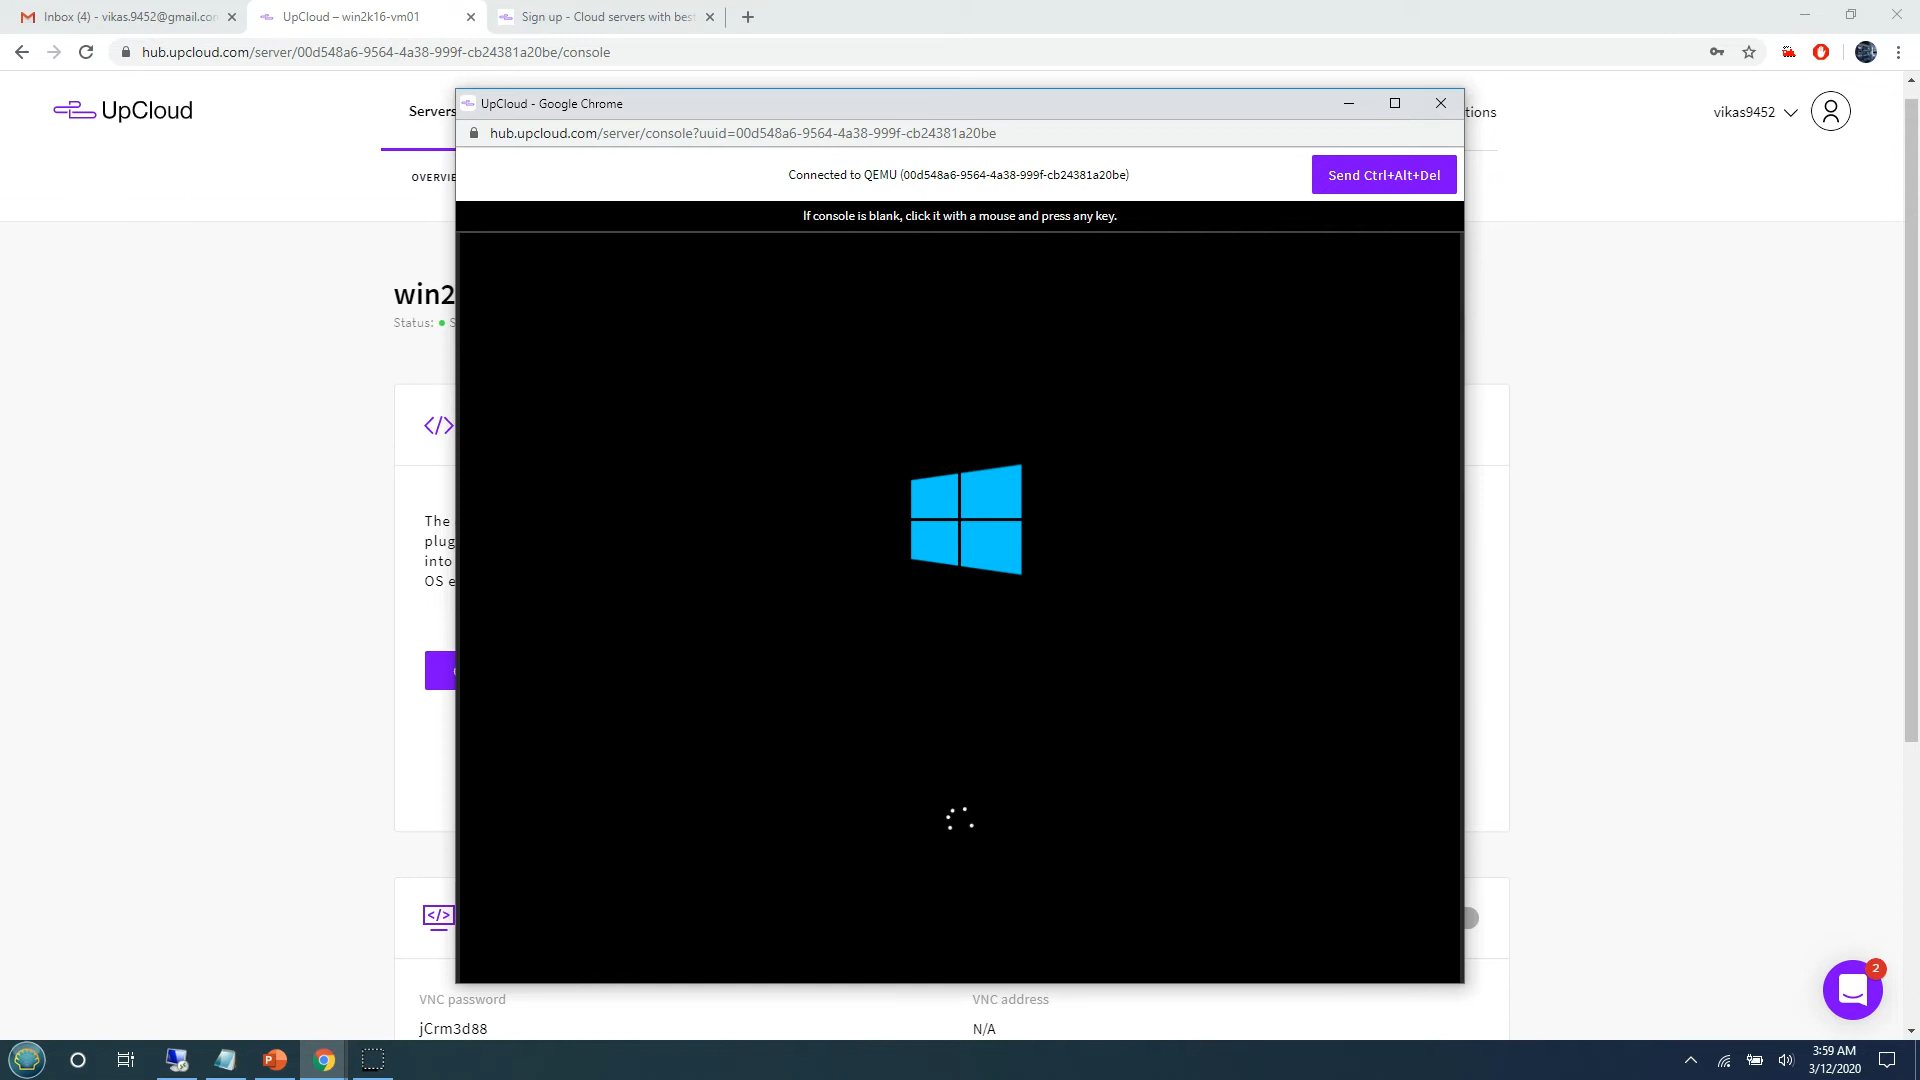 Inbox (4) - vikas.9452@gmail.con
UpCloud – win2k16-vm01
Sign up - Cloud servers with bes
hub.upcloud.com/server/00d548a6-9564-4a38-999f-cb24381a20be/console
UpCloud
Servers
tions
vikas9452
OVERVIE
UpCloud - Google Chrome
hub.upcloud.com/server/console?uuid=00d548a6-9564-4a38-999f-cb24381a20be
Connected to QEMU (00d548a6-9564-4a38-999f-cb24381a20be)
Send Ctrl+Alt+Del
If console is blank, click it with a mouse and press any key.
win2
Status: S
The
plug
into
OS e
VNC password
jCrm3d88
VNC address
N/A
2
3:59 AM
3/12/2020